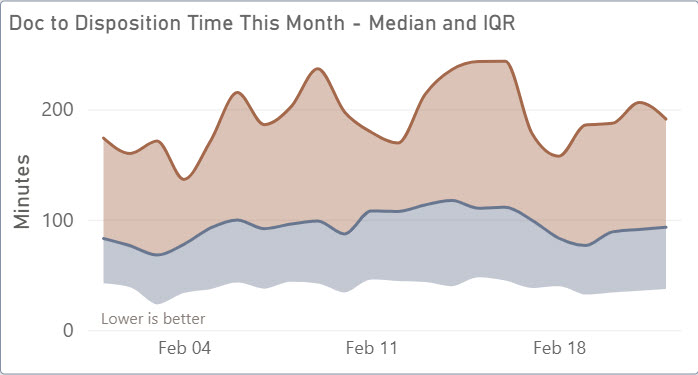 Doc to Disposition Time This Month - Median and IQR
Minutes
200
100
0
Lower is better
Feb 04
Feb 11
Feb 18